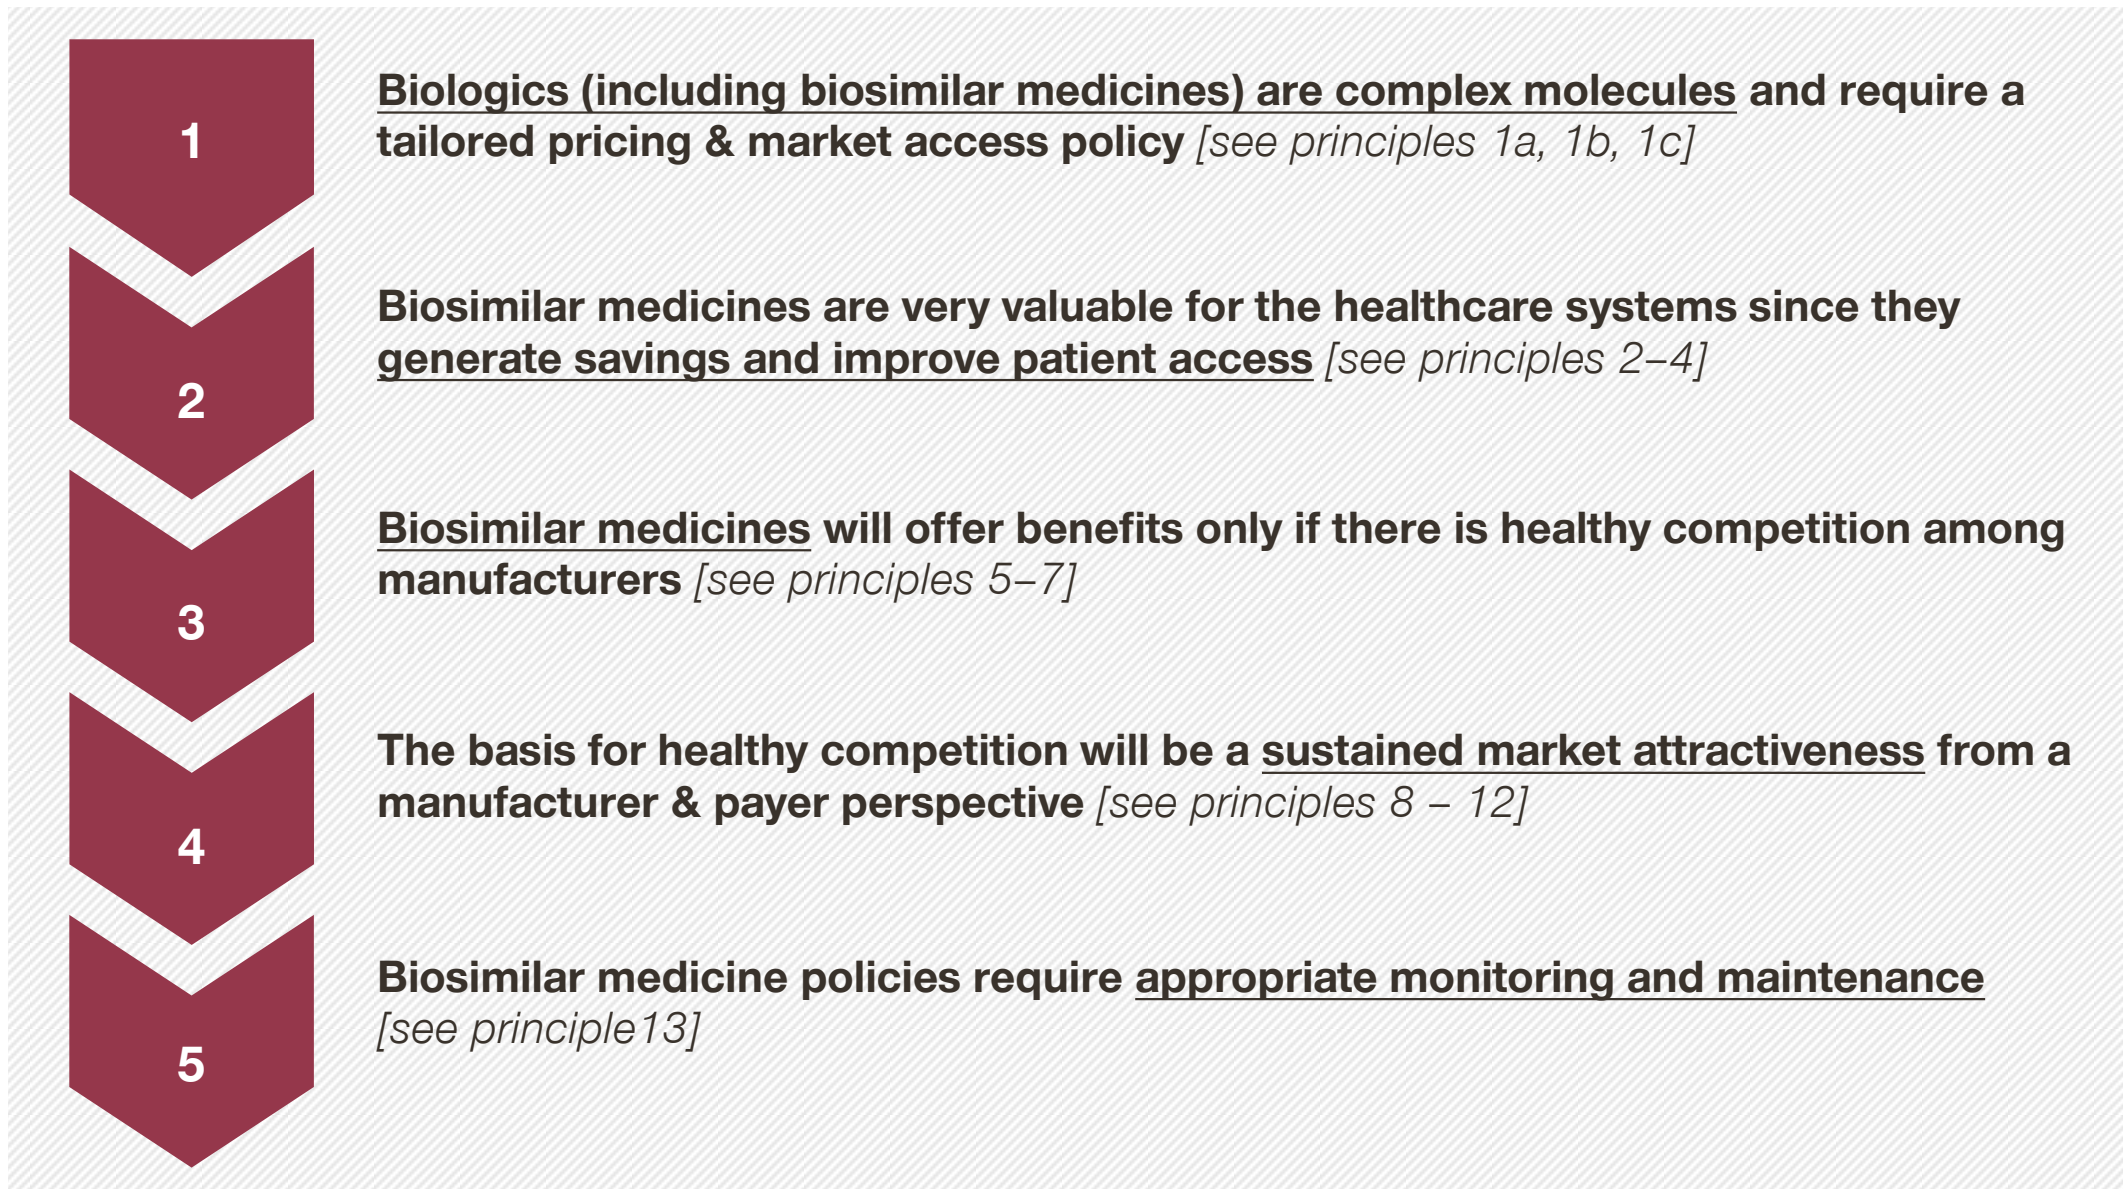 1
Biologics (including biosimilar medicines) are complex molecules and require a
tailored pricing & market access policy [see principles 1a, 1b, 1c]
2
Biosimilar medicines are very valuable for the healthcare systems since they
generate savings and improve patient access [see principles 2–4]
3
Biosimilar medicines will offer benefits only if there is healthy competition among
manufacturers [see principles 5–7]
4
The basis for healthy competition will be a sustained market attractiveness from a
manufacturer & payer perspective [see principles 8 – 12]
5
Biosimilar medicine policies require appropriate monitoring and maintenance
[see principle13]